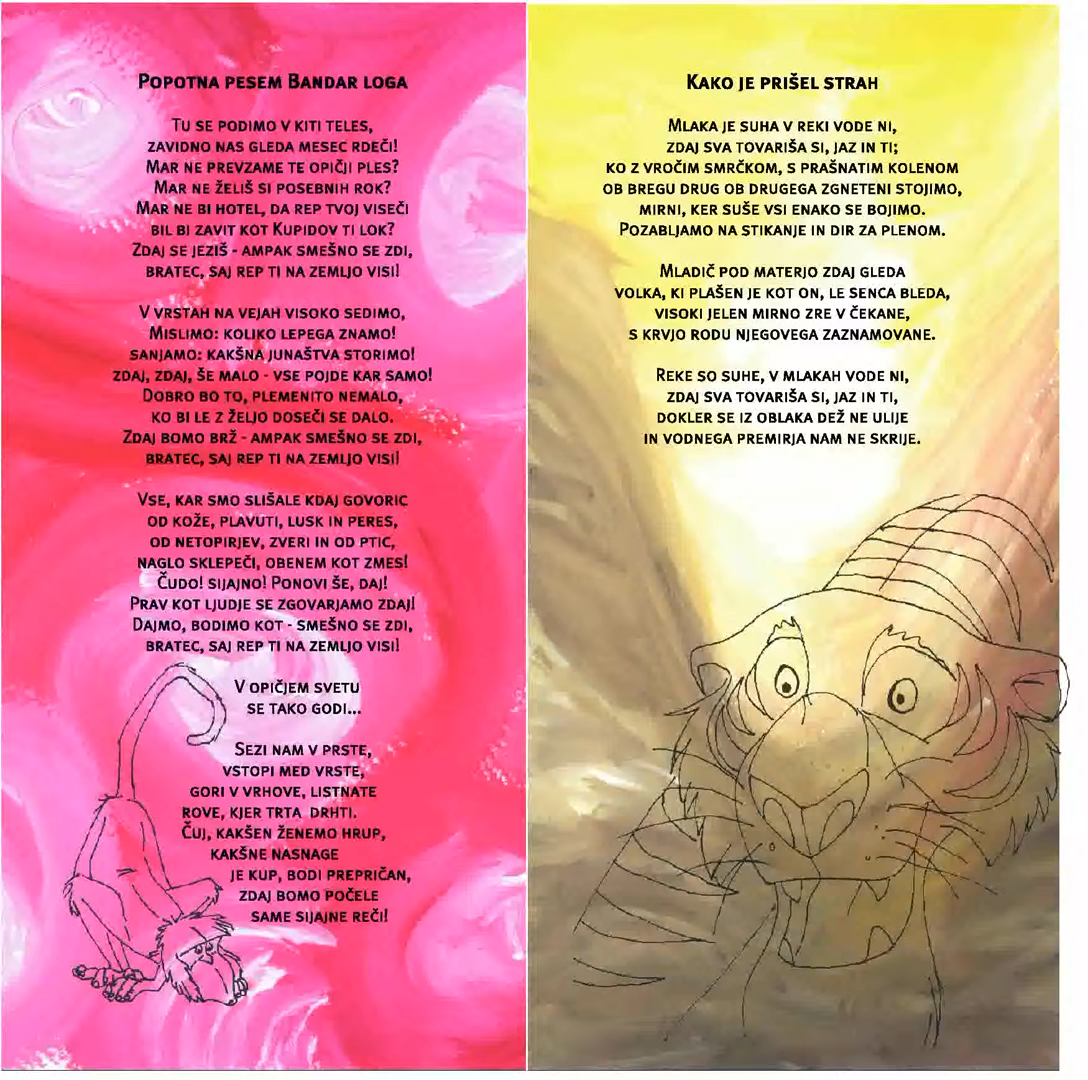 POPOTNA PESEM BANDAR LOGA
TU SE PODIMO V KITI TELES,
ZAVIDNO NAS GLEDA MESEC RDEČI!
MAR NE PREVZAME TE OPIČJI PLES?
MAR NE ŽELIŠ SI POSEBNIH ROK?
MAR NE BI HOTEL, DA REP TVOJ VISEČI
BIL BI ZAVIT KOT KUPIDOV TI LOK?
ZDAJ SE JEZIŠ - AMPAK SMEŠNO SE ZDI,
BRATEC, SAJ REP TI NA ZEMLJO VISI!
V VRSTAH NA VEJAH VISOKO SEDIMO,
MISLIMO: KOLIKO LEPEGA ZNAMO!
SANJAMO: KAKŠNA JUNAŠTVA STORIMO!
ZDAJ, ZDAJ, ŠE MALO - VSE POJDE KAR SAMO!
DOBRO BO TO, PLEMENITO NEMALO,
KO BI LE Z ŽELJO DOSEČI SE DALO.
ZDAJ BOMO BRŽ - AMPAK SMEŠNO SE ZDI,
BRATEC, SAJ REP TI NA ZEMLJO VISI!
VSE, KAR SMO SLIŠALE KDAJ GOVORIC
OD KOŽE, PLAVUTI, LUSK IN PERES,
OD NETOPIRJEV, ZVERI IN OD PTIC,
NAGLO SKLEPEČI, OBENEM KOT ZMES!
ČUDO! SIJAJNO! PONOVI ŠE, DAJ!
PRAV KOT LJUDJE SE ZGOVARJAMO ZDAJ!
DAJMO, BODIMO KOT - SMEŠNO SE ZDI,
BRATEC, SAJ REP TI NA ZEMLJO VISI!
V OPIČJEM SVETU
SE TAKO GODI...
SEZI NAM V PRSTE,
VSTOPI MED VRSTE,
GORI V VRHOVE, LISTNATE
ROVE, KJER TRTA DRHTI.
ČUJ, KAKŠEN ŽENEMO HRUP,
KAKŠNE NASNAGE
JE KUP, BODI PREPRIČAN,
ZDAJ BOMO POČELE
SAME SIJAJNE REČI!
KAKO JE PRIŠEL STRAH
MLAKA JE SUHA V REKI VODE NI,
ZDAJ SVA TOVARIŠA SI, JAZ IN TI;
KO Z VROČIM SMRČKOM, S PRAŠNATIM KOLENOM
OB BREGU DRUG OB DRUGEGA ZGNETENI STOJIMO,
MIRNI, KER SUŠE VSI ENAKO SE BOJIMO.
POZABLJAMO NA STIKANJE IN DIR ZA PLENOM.
MLADIČ POD MATERJO ZDAJ GLEDA
VOLKA, KI PLAŠEN JE KOT ON, LE SENCA BLEDA,
VISOKI JELEN MIRNO ZRE V ČEKANE,
S KRVJO RODU NJEGOVEGA ZAZNAMOVANE.
REKE SO SUHE, V MLAKAH VODE NI,
ZDAJ SVA TOVARIŠA SI, JAZ IN TI,
DOKLER SE IZ OBLAKA DEŽ NE ULIJE
IN VODNEGA PREMIRJA NAM NE SKRIJE.